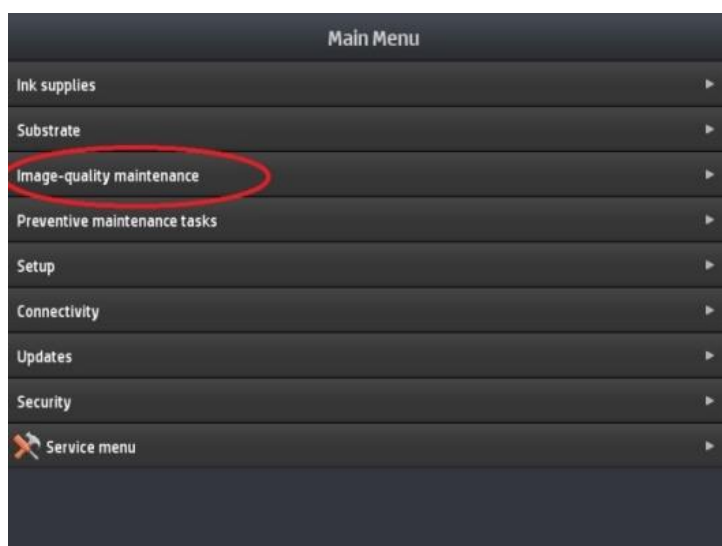 Main Menu
Ink supplies
Substrate
Image-quality maintenance
Preventive maintenance tasks
Setup
Connectivity
Updates
Security
Service menu